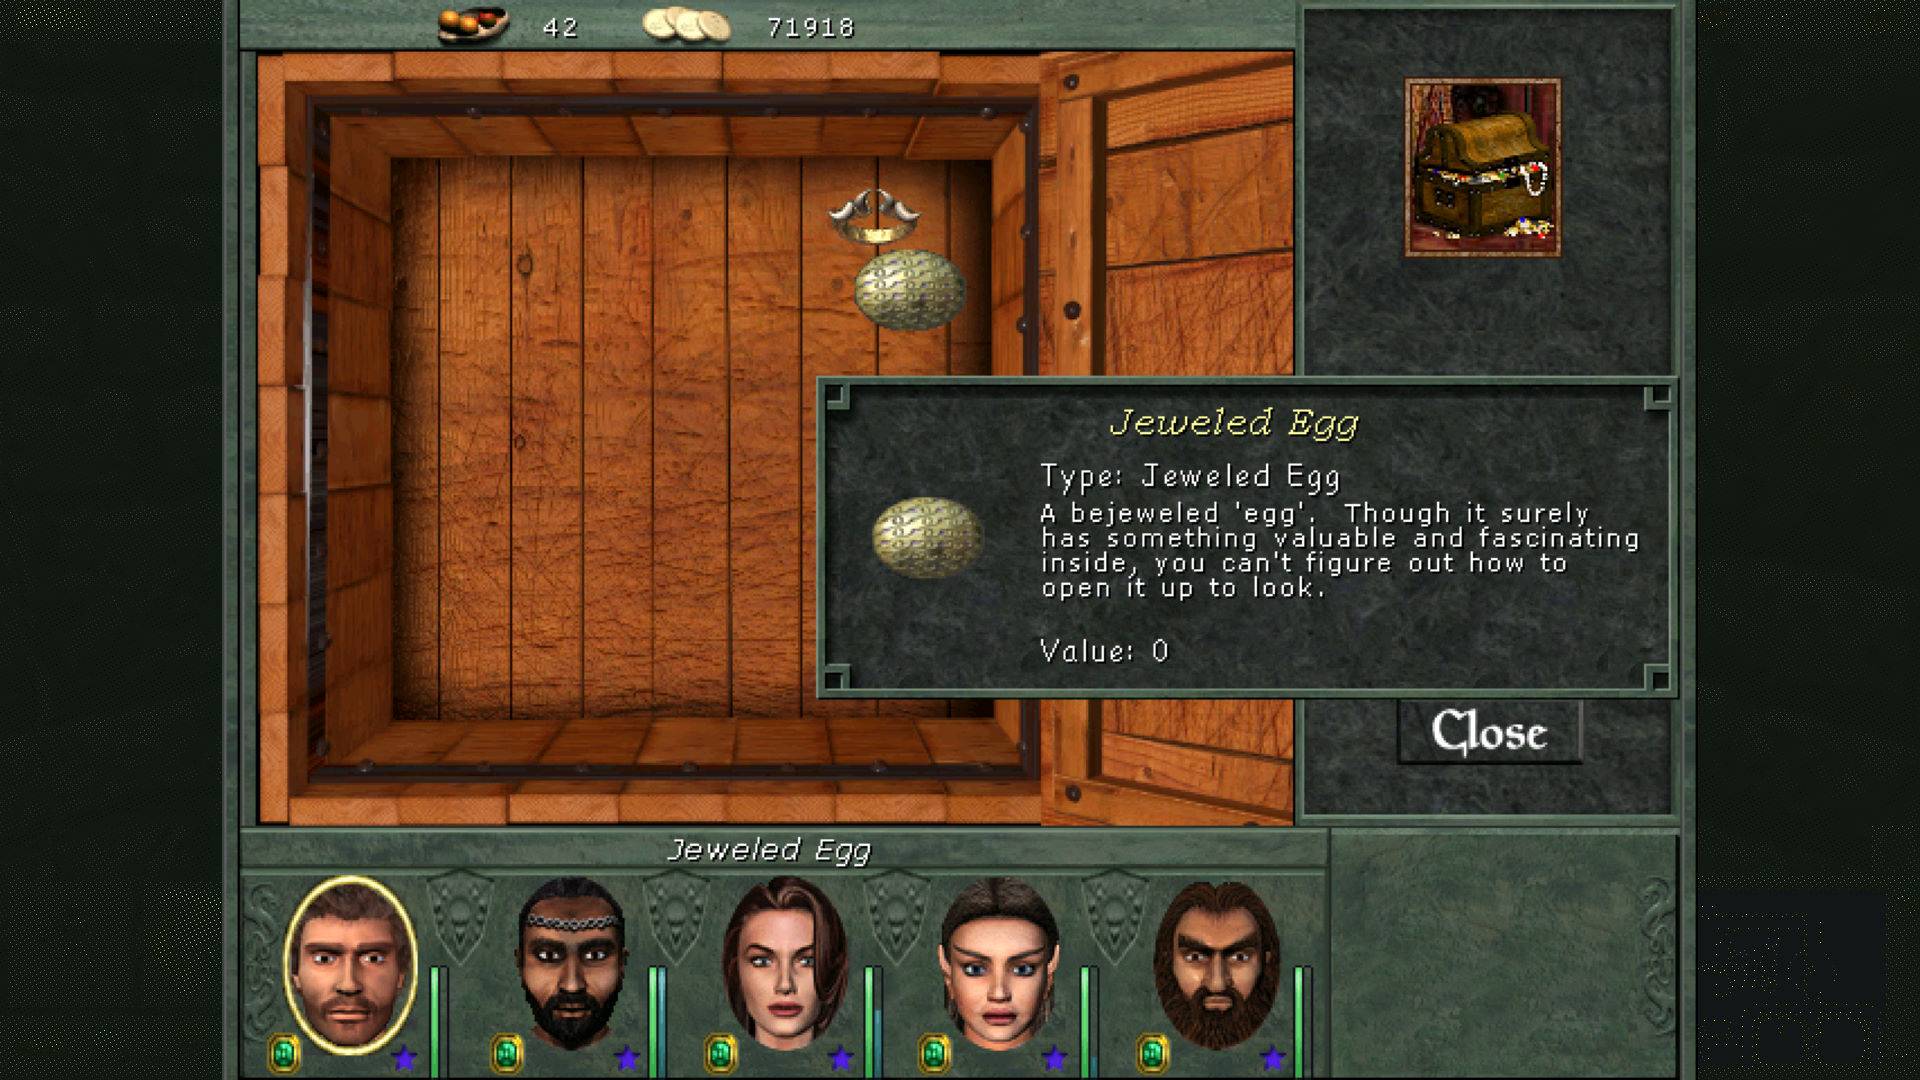 42
71918
Jeweled Egg
Type: Jeweled Egg
A bejeweled 'egg'. Though it surely
has something valuable and fascinating
inside, you can't figure out how to
open it up to look.
Value: 0
Close
Jeweled Egg